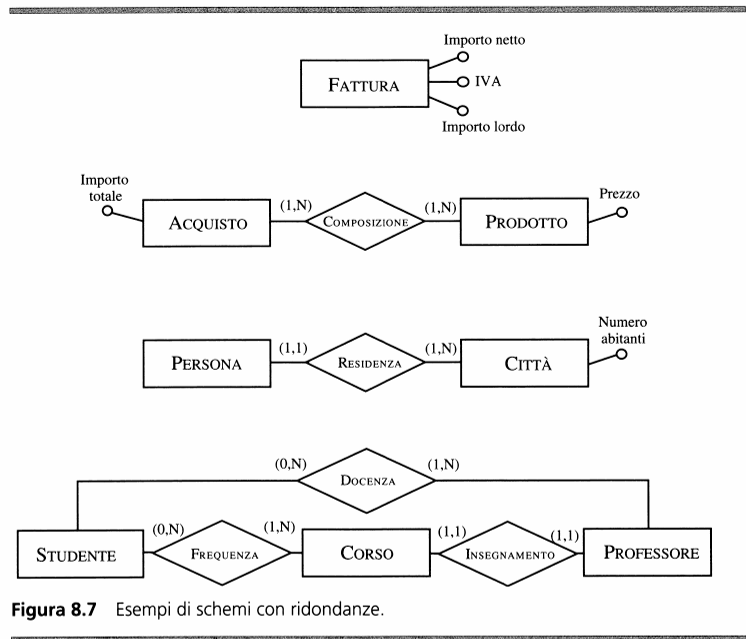 Importo netto
FATTURA
IVA
Importo lordo
Importo
totale
ACQUISTO
(1,N)
COMPOSIZIONE
(1,N)
PRODOTTO
Prezzo
PERSONA
(1,1)
RESIDENZA
(1,N)
CITTÀ
Numero
abitanti
(0,N)
DOCENZA
(1,N)
STUDENTE
(0,N)
FREQUENZA
(1,N)
CORSO
(1,1)
INSEGNAMENTO
(1,1)
PROFESSORE
Figura 8.7 Esempi di schemi con ridondanze.